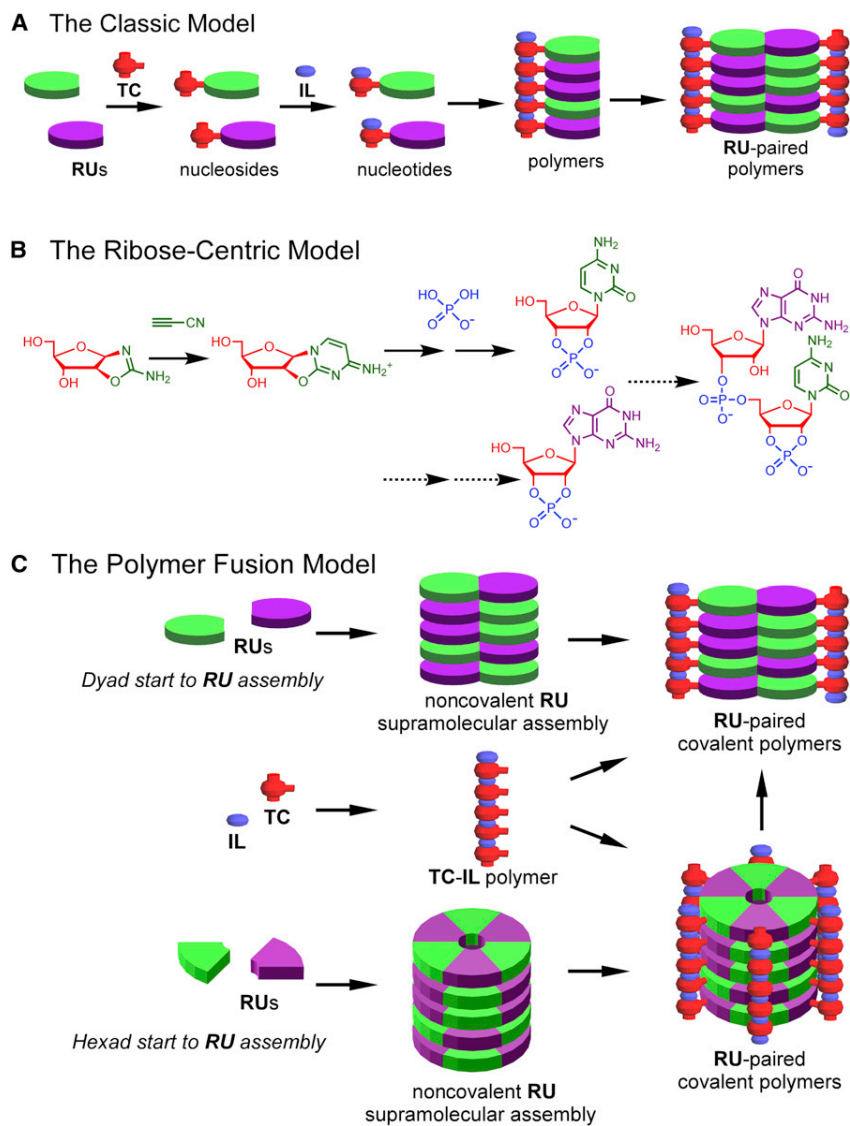 A The Classic Model
TC
IL
RUs
nucleosides
nucleotides
polymers
RU-paired
polymers
B The Ribose-Centric Model
HO
O
N
HO
O
NH2
CN
HO
O
N
HO
O
N
NH2+
HO
OH
P
O
O-
NH2
N
N
O
HO
O
O
O
P
O
O-
O
N
NH
N
N
NH2
HO
O
O
O
P
O
O-
O
N
NH
N
N
NH2
HO
O
O
OH
NH2
N
N
O
O
P
O
O-
O
O
O
P
O
O-
C The Polymer Fusion Model
RUs
Dyad start to RU assembly
noncovalent RU
supramolecular assembly
RU-paired
covalent polymers
TC
IL
TC-IL polymer
RUs
Hexad start to RU assembly
noncovalent RU
supramolecular assembly
RU-paired
covalent polymers